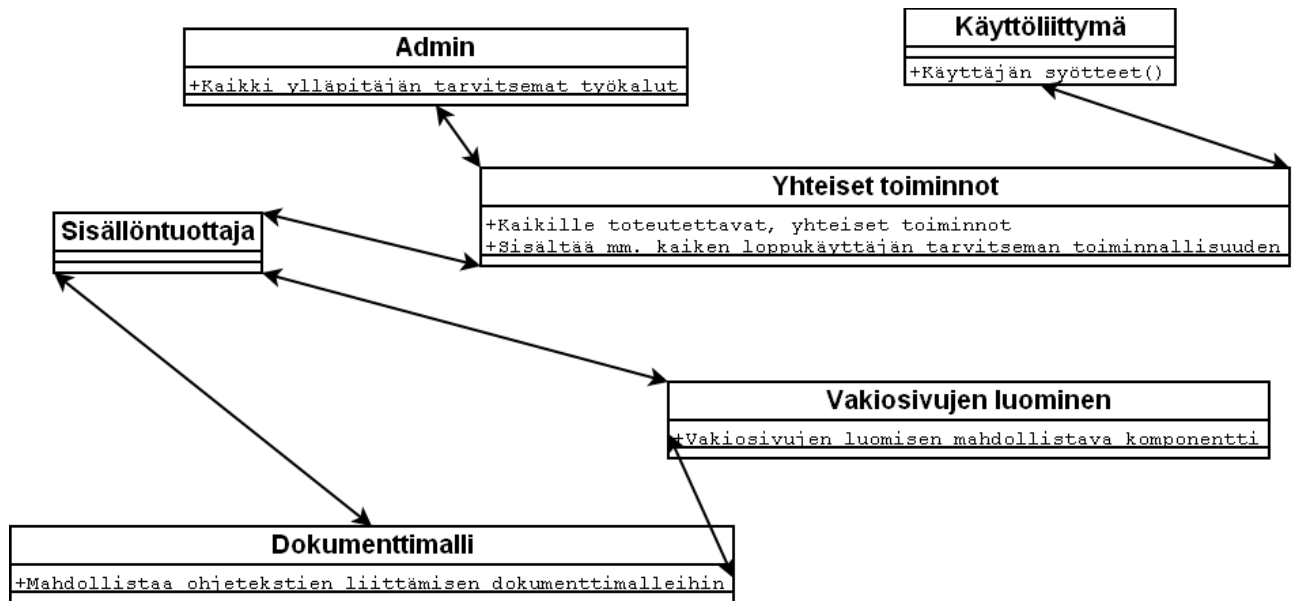 Admin
+Kaikki ylläpitäjän tarvitsemat työkalut
Käyttöliittymä
+Käyttäjän syötteet()
Yhteiset toiminnot
+Kaikille toteutettavat, yhteiset toiminnot
+Sisältää mm. kaiken loppukäyttäjän tarvitseman toiminnallisuuden
Sisällöntuottaja
Vakiosivujen luominen
+Vakiosivujen luomisen mahdollistava komponentti
Dokumenttimalli
+Mahdollistaa ohjetekstien liittämisen dokumenttimalleihin